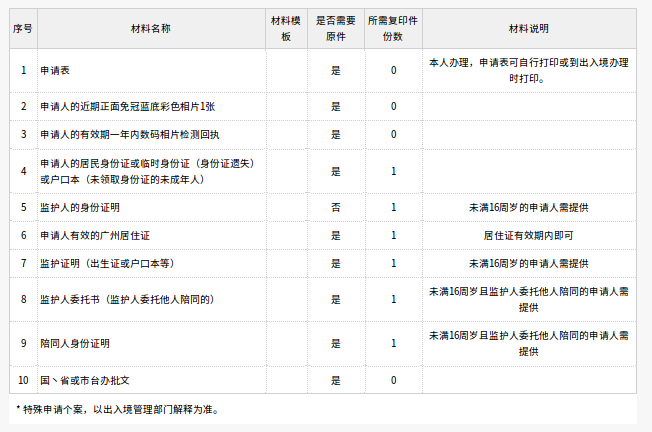 序号 材料名称 材料模板 是否需要原件 所需复印件份数 材料说明
1 申请表 是 0 本人办理，申请表可自行打印或到出入境办理时打印。
2 申请人的近期正面免冠蓝底彩色相片1张 是 0
3 申请人的有效期一年内数码相片检测回执 是 0
4 申请人的居民身份证或临时身份证（身份证遗失）或户口本（未领取身份证的未成年人） 是 1
5 监护人的身份证明 否 1 未满16周岁的申请人需提供
6 申请人有效的广州居住证 是 1 居住证有效期内即可
7 监护证明（出生证或户口本等） 是 1 未满16周岁的申请人需提供
8 监护人委托书（监护人委托他人陪同的） 是 1 未满16周岁且监护人委托他人陪同的申请人需提供
9 陪同人身份证明 是 1 未满16周岁且监护人委托他人陪同的申请人需提供
10 国丶省或市台办批文 是 0
* 特殊申请个案，以出入境管理部门解释为准。